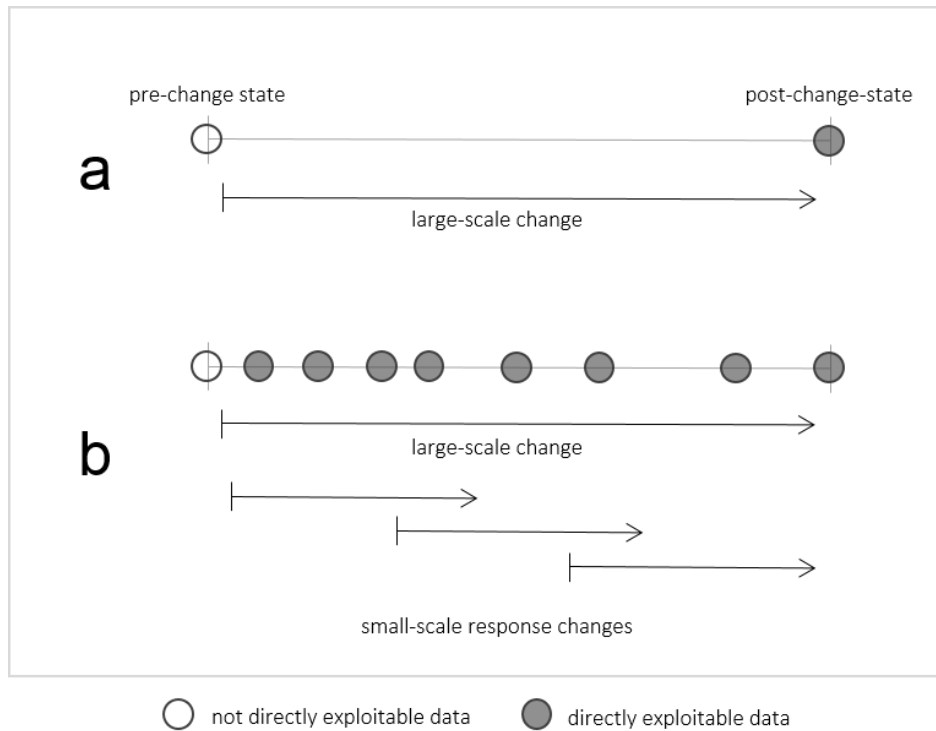 pre-change state
post-change-state
a
large-scale change
b
large-scale change
small-scale response changes
not directly exploitable data
directly exploitable data